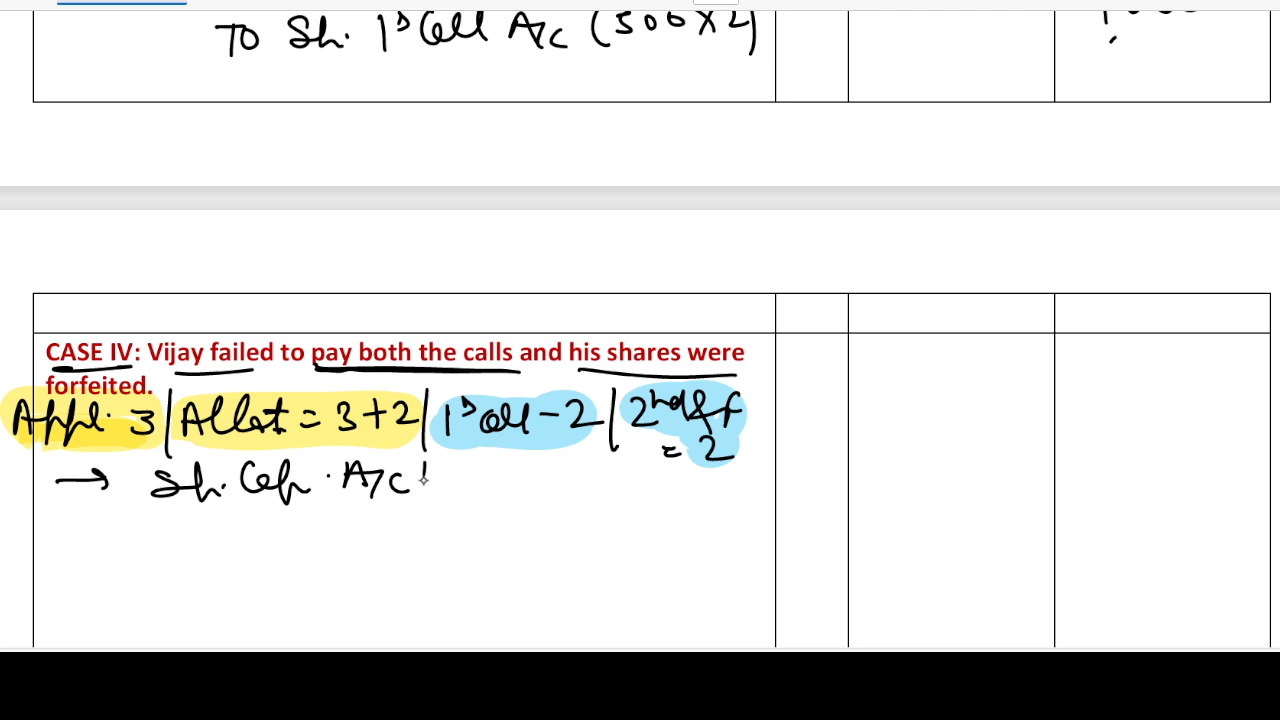 To Sh. 1st Call A/c (500 X 2)
CASE IV: Vijay failed to pay both the calls and his shares were
forfeited.
Appl. 3 | Allot = 3+2 | 1st Call - 2 | 2nd & F
= 2
→ Sh. Cap. A/c